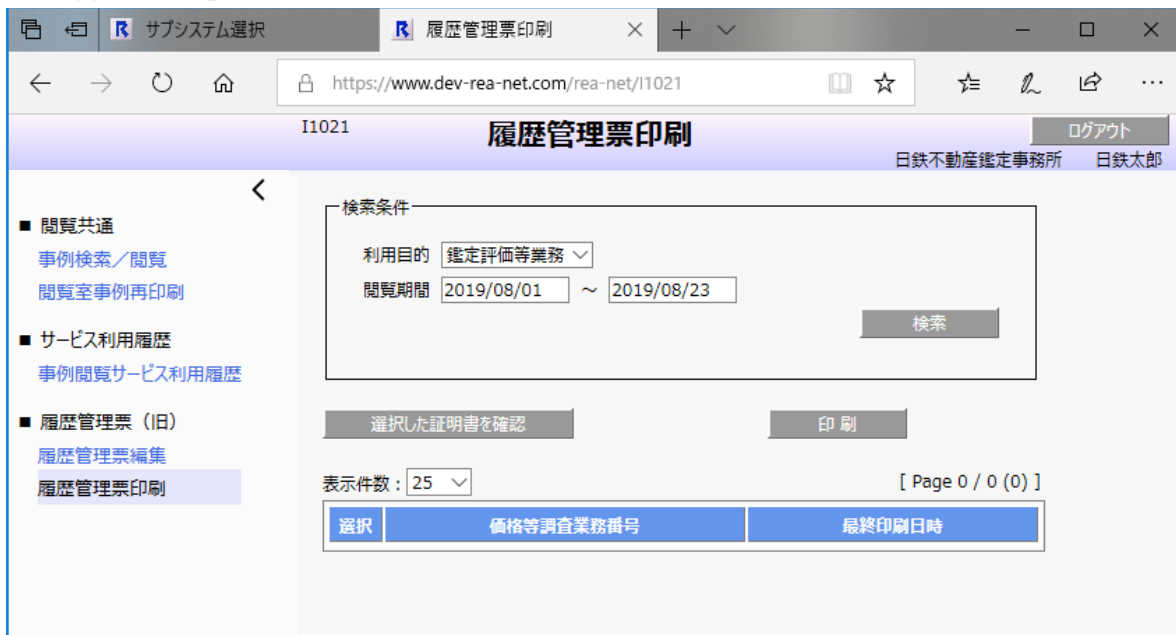 サブシステム選択
履歴管理票印刷
https://www.dev-rea-net.com/rea-net/I1021
I1021
履歴管理票印刷
ログアウト
日鉄不動産鑑定事務所 日鉄太郎
■ 閲覧共通
事例検索／閲覧
閲覧室事例再印刷
■ サービス利用履歴
事例閲覧サービス利用履歴
■ 履歴管理票（旧）
履歴管理票編集
履歴管理票印刷
検索条件
利用目的 鑑定評価等業務
閲覧期間 2019/08/01 ～ 2019/08/23
検索
選択した証明書を確認 印 刷
表示件数 : 25 [ Page 0 / 0 (0) ]
選択 価格等調査業務番号 最終印刷日時